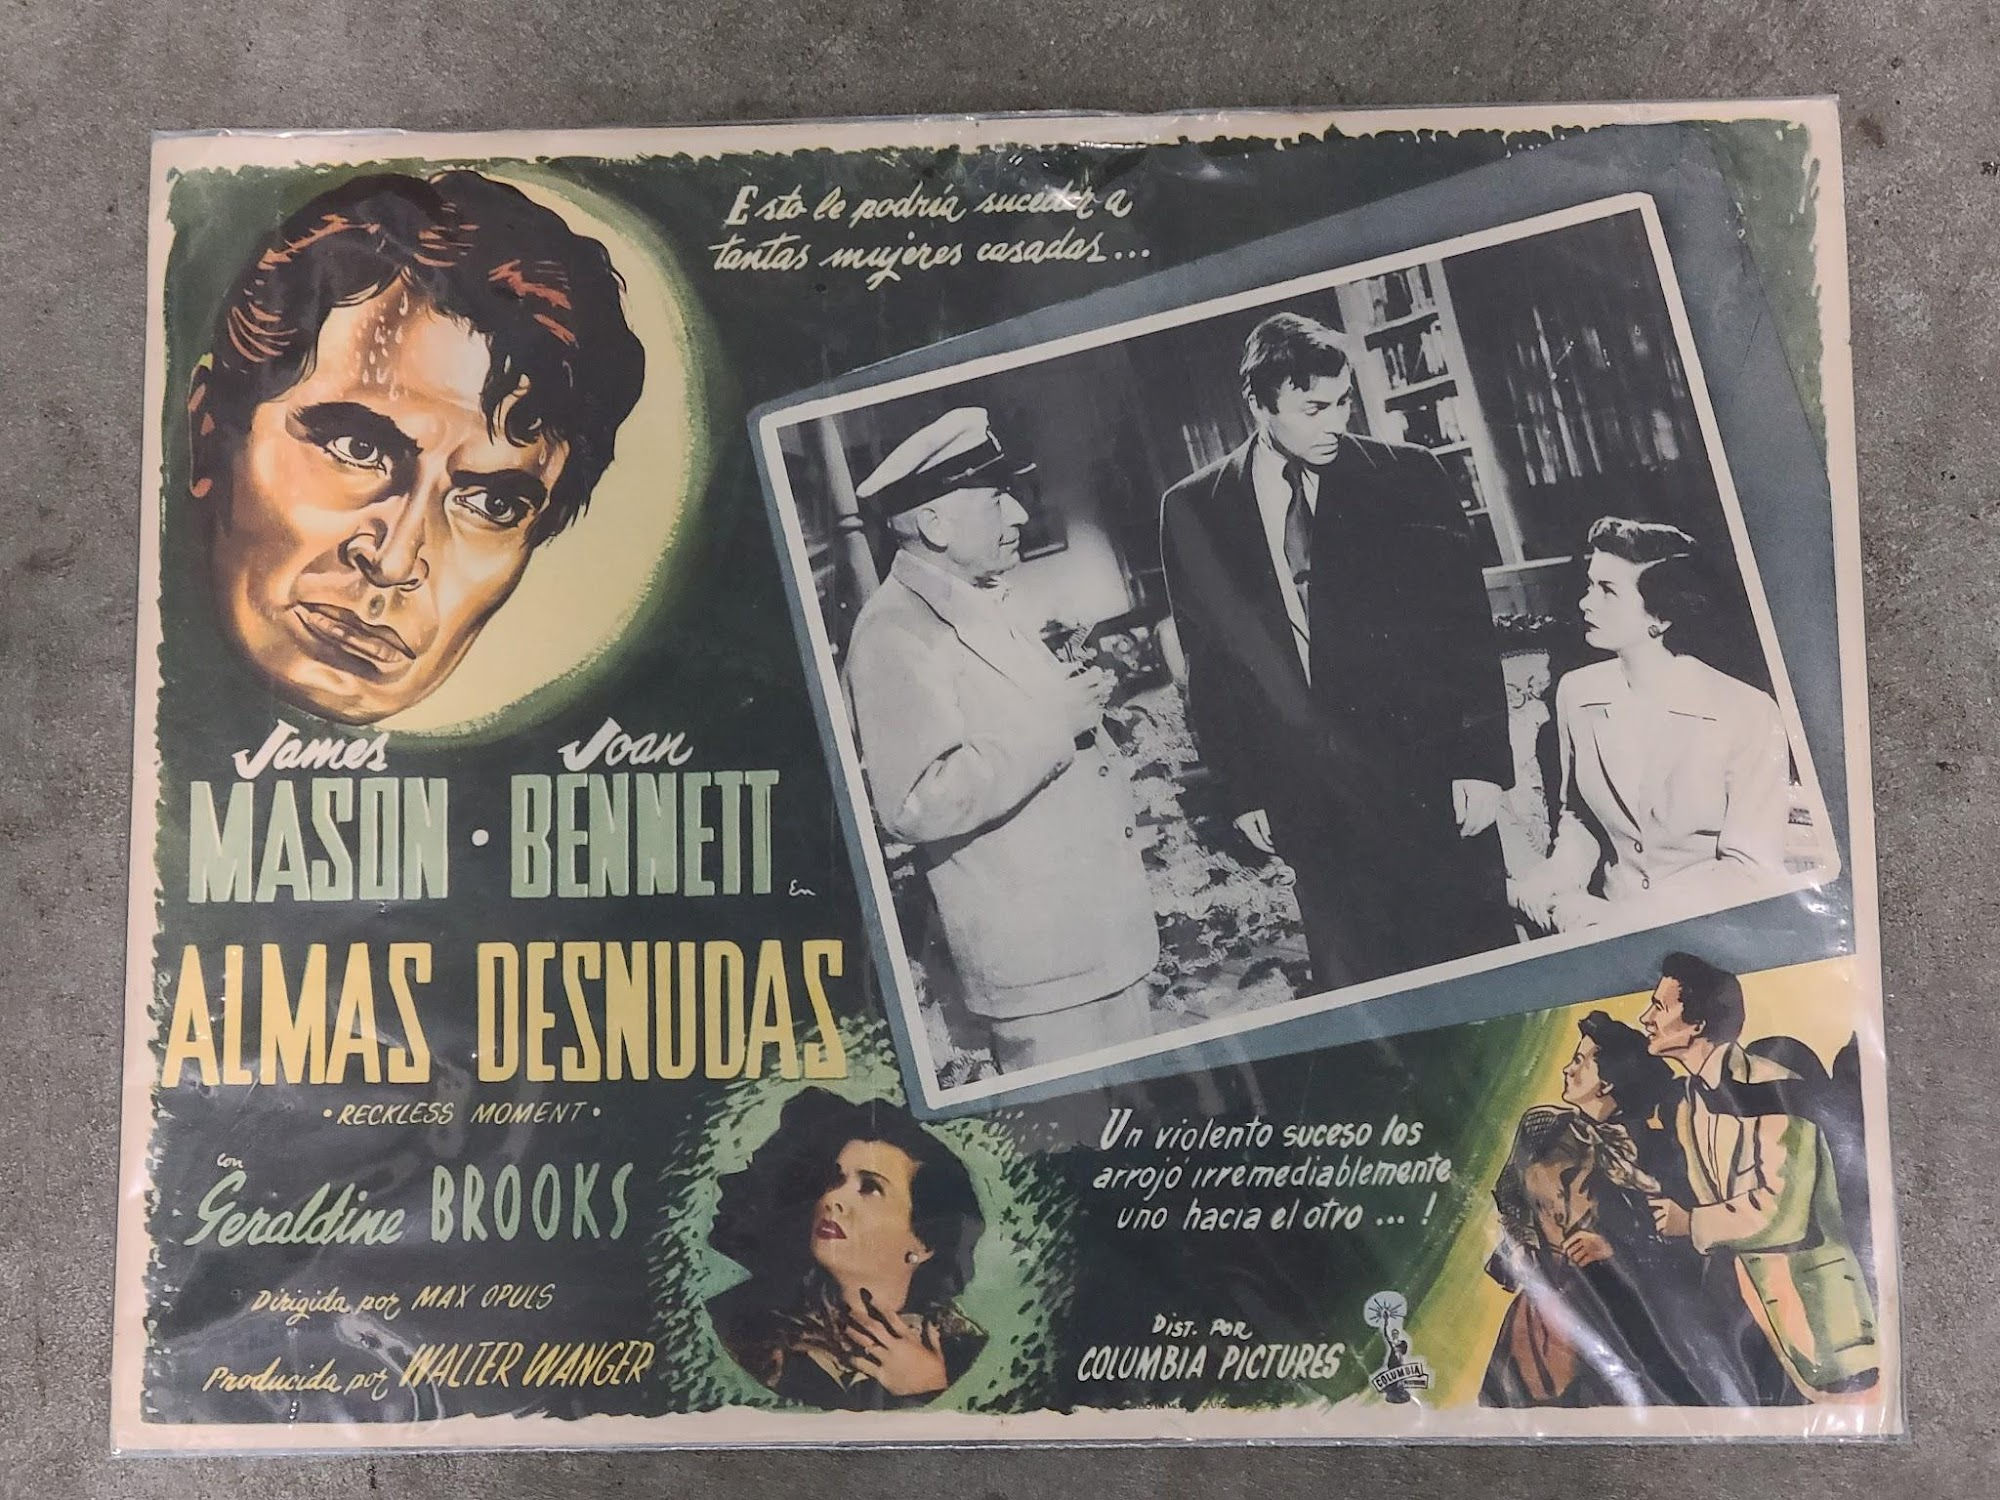 Esto le podría suceder a
tantas mujeres casadas...
James Joan
MASON · BENNETT
En
ALMAS DESNUDAS
• RECKLESS MOMENT •
con
Geraldine BROOKS
Dirigida por MAX OPULS
Producida por WALTER WANGER
Un violento suceso los
arrojó irremediablemente
uno hacia el otro ...!
DIST. POR
COLUMBIA PICTURES
COLUMBIA